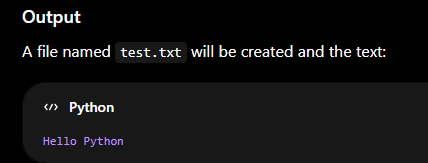 Output
A file named test.txt will be created and the text:
</> Python
Hello Python